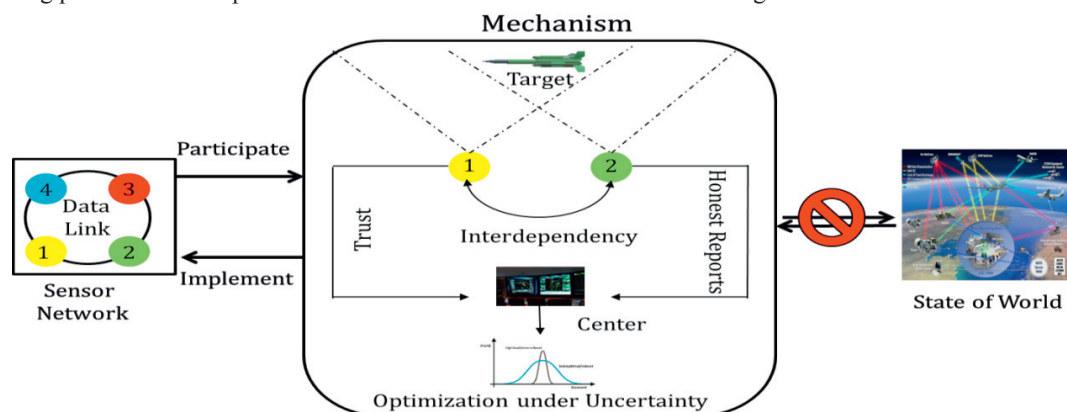 Mechanism
Target
Participate
4
3
1
2
Data
Link
Trust
Honest Reports
Interdependency
1
2
Implement
Sensor
Network
Center
State of World
Optimization under Uncertainty